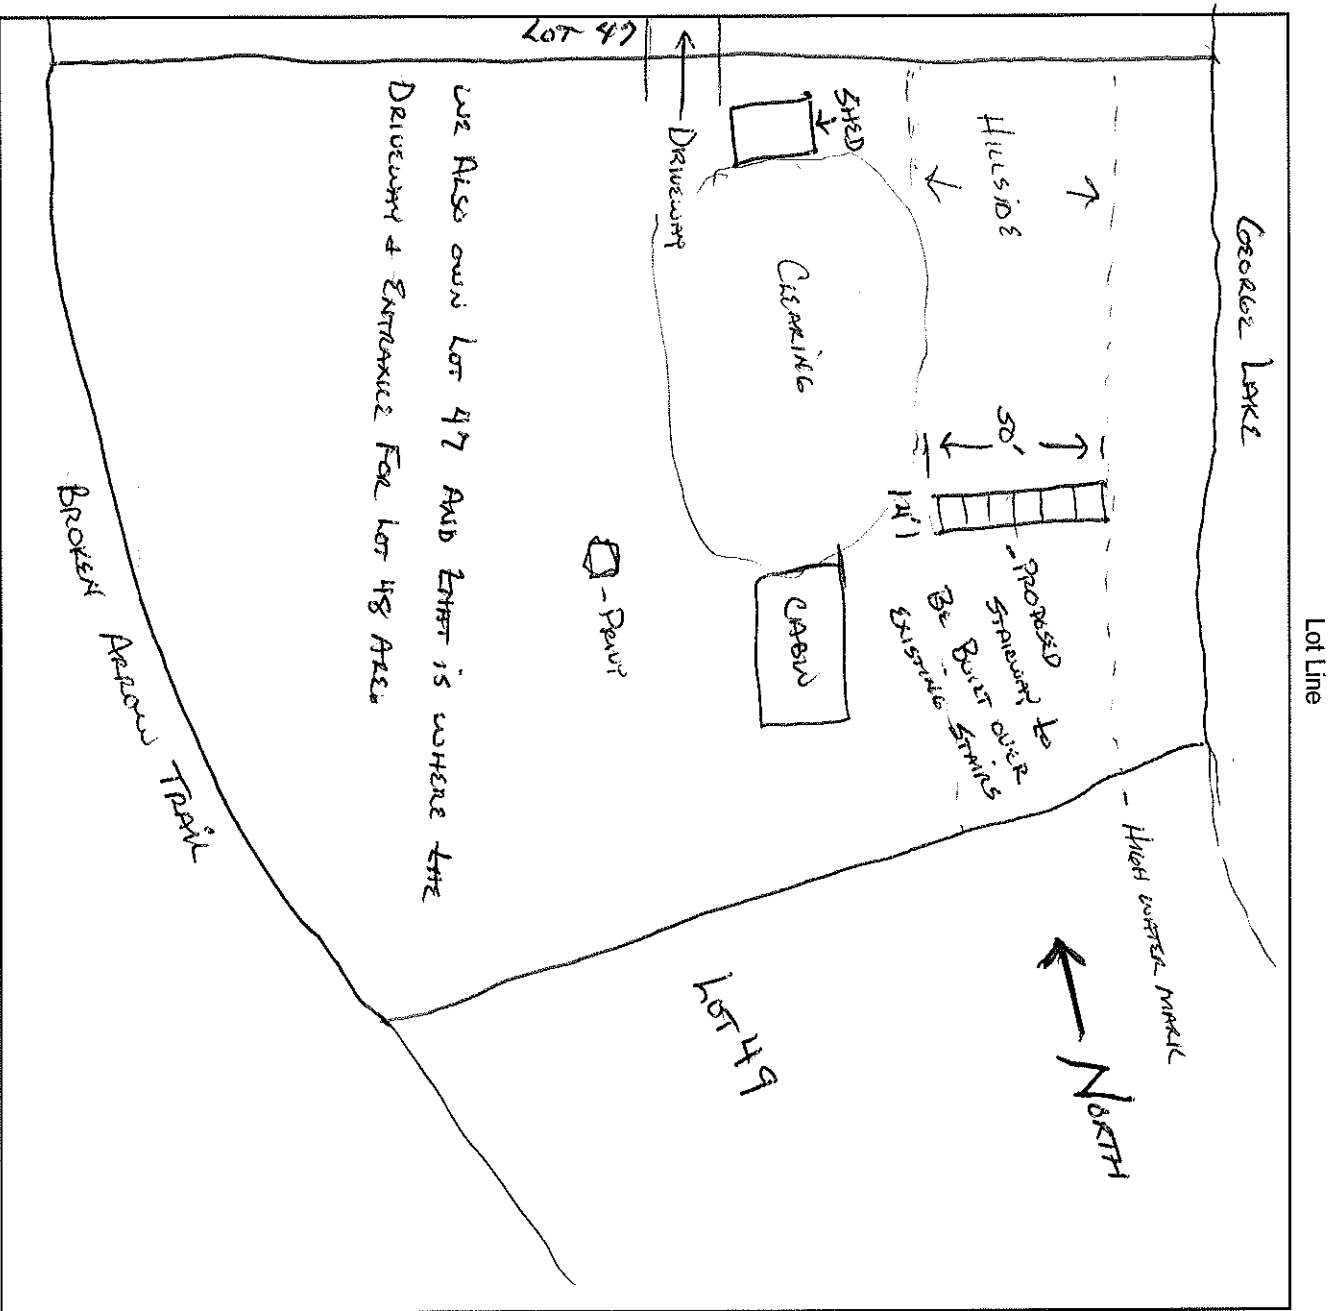 Lot Line
GEORGE LAKE
HILLSIDE
50'
- HIGH WATER MARK
NORTH
SHED
14'
- PROPOSED
STAIRWAY to
BE BUILT OVER
EXISTING STAIRS
CLEARING
CABIN
LOT 47
DRIVEWAY
- PRIVY
LOT 49
WE ALSO OWN LOT 47 AND THAT IS WHERE THE
DRIVEWAY & ENTRANCE FOR LOT 48 ARE.
BROKEN ARROW TRAIL